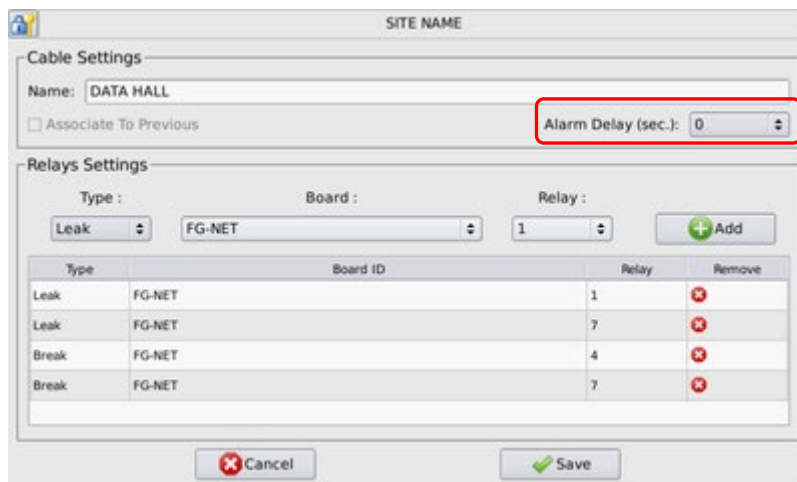 SITE NAME
Cable Settings
Name: DATA HALL
Associate To Previous Alarm Delay (sec.): 0
Relays Settings
Type : Board : Relay :
Leak FG-NET 1 Add
Type Board ID Relay Remove
Leak FG-NET 1
Leak FG-NET 7
Break FG-NET 4
Break FG-NET 7
Cancel Save